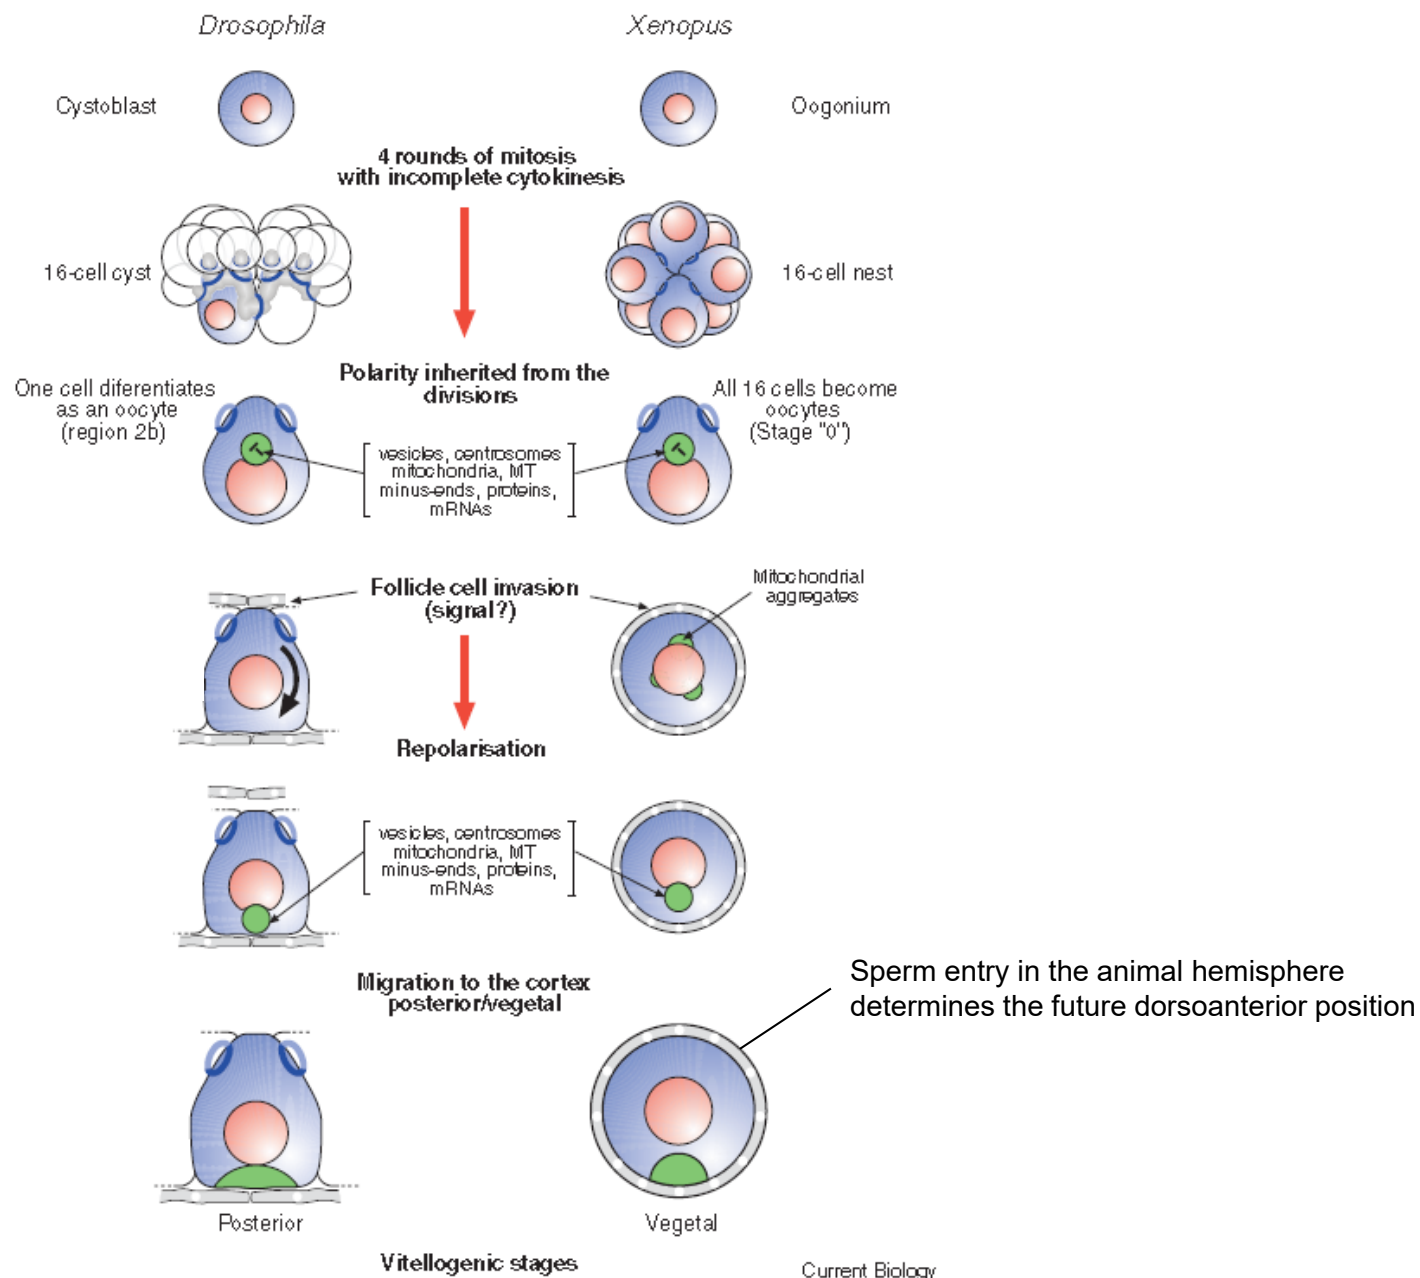 Drosophila
Xenopus
Cystoblast
Oogonium
4 rounds of mitosis
with incomplete cytokinesis
16-cell cyst
16-cell nest
Polarity inherited from the
divisions
One cell diferentiates
as an oocyte
(region 2b)
All 16 cells become
oocytes
(Stage "0")
vesicles, centrosomes
mitochondria, MT
minus-ends, proteins,
mRNAs
Follicle cell invasion
(signal?)
Mitochondrial
aggregates
Repolarisation
vesicles, centrosomes
mitochondria, MT
minus-ends, proteins,
mRNAs
Migration to the cortex
posterior/vegetal
Sperm entry in the animal hemisphere
determines the future dorsoanterior position
Posterior
Vegetal
Vitellogenic stages
Current Biology